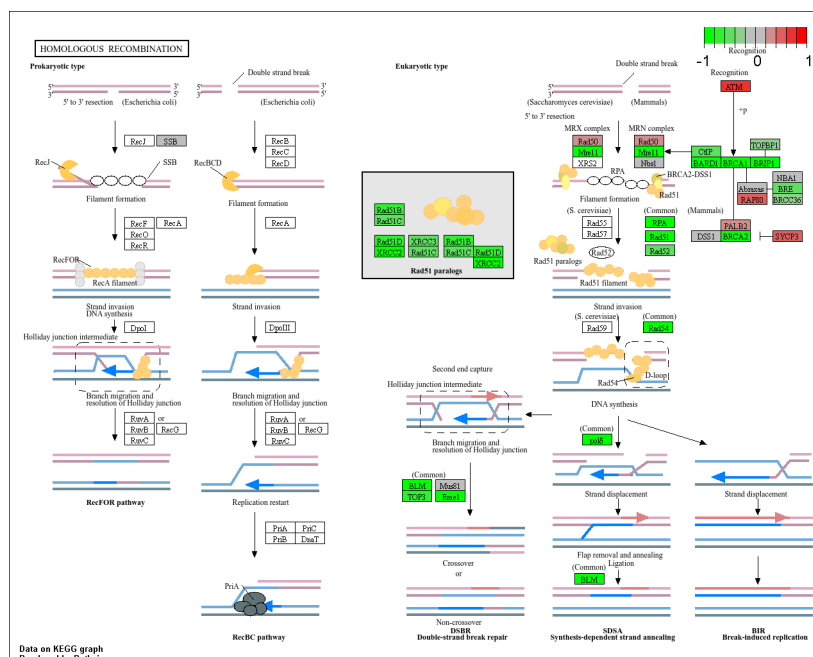 HOMOLOGOUS RECOMBINATION
-1 0 1
Recognition
Prokaryotic type
Eukaryotic type
Double strand break
5' 3'
3' 5'
5' to 3' resection (Escherichia coli)
(Escherichia coli)
RecJ SSB
RecJ
SSB
Filament formation
RecF RecA
RecO
RecR
RecFOR
RecA filament
Strand invasion
DNA synthesis
DpoI
Holliday junction intermediate
Branch migration and
resolution of Holliday junction
RuvA or
RuvB RecG
RuvC
RecFOR pathway
5' 3'
3' 5'
RecB
RecC
RecD
RecBCD
Filament formation
RecA
Strand invasion
DpoIII
Branch migration and
resolution of Holliday junction
RuvA or
RuvB RecG
RuvC
Replication restart
PriA PriC
PriB DnaT
PriA
RecBC pathway
Rad51B
Rad51C
Rad51D XRCC3 Rad51B
XRCC2 Rad51C Rad51C Rad51D
XRCC2
Rad51 paralogs
Double strand break
5' 3'
3' 5'
(Saccharomyces cerevisiae) (Mammals)
5' to 3' resection
MRX complex MRN complex
Rad50 Rad50
Mre11 Mre11
XRS2 Nbs1
RPA
BRCA2-DSS1
Rad51
Filament formation
Recognition
ATM
+p
TOPBP1
CtIP
BARD1 BRCA1 BRIP1
NBA1
Abraxas BRE
RAP80 BRCC36
(S. cerevisiae) (Common) (Mammals)
Rad55 RPA PALB2
Rad57 Rad51 DSS1 BRCA2 SYCP3
Rad52 Rad52
Rad51 paralogs
Rad51 filament
Strand invasion
(S. cerevisiae) (Common)
Rad59 Rad54
D-loop
Rad54
DNA synthesis
Second end capture
Holliday junction intermediate
Branch migration and
resolution of Holliday junction
(Common)
BLM Mus81
TOP3 Eme1
Crossover
or
Non-crossover
DSBR
Double-strand break repair
(Common)
polδ
Strand displacement
Flap removal and annealing
Ligation
(Common)
BLM
SDSA
Synthesis-dependent strand annealing
Strand displacement
BIR
Break-induced replication
Data on KEGG graph